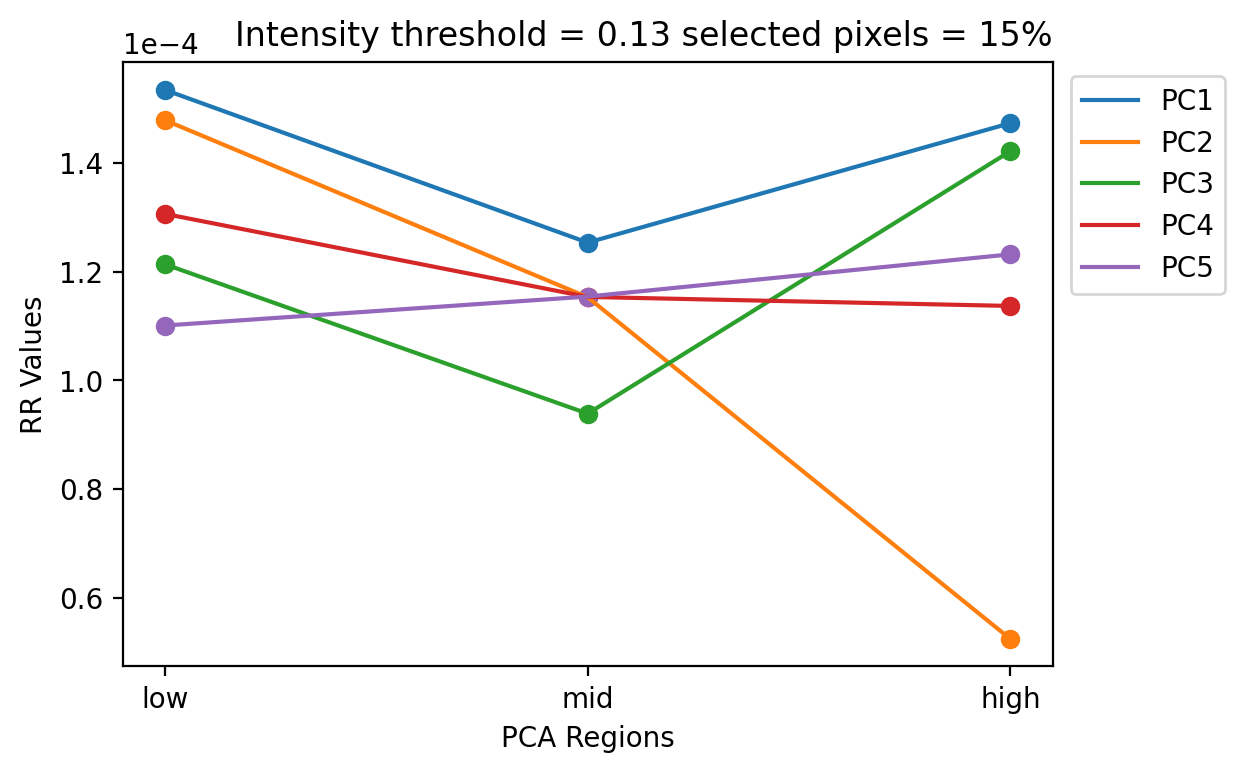 1e−4
Intensity threshold = 0.13 selected pixels = 15%
PC1
PC2
PC3
PC4
PC5
RR Values
1.4
1.2
1.0
0.8
0.6
low
mid
high
PCA Regions